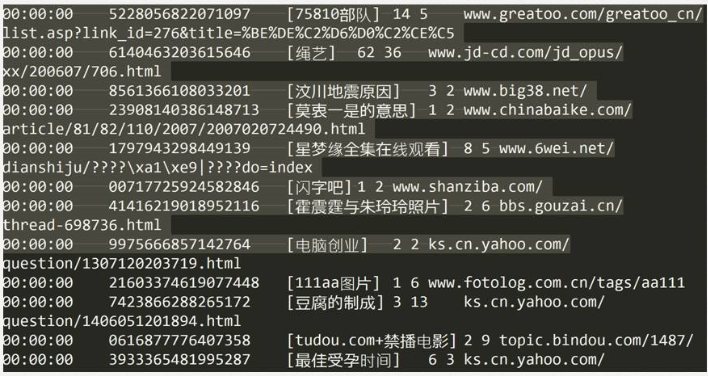 00:00:00 5228056822071097 [75810部队] 14 5 www.greatoo.com/greatoo_cn/
list.asp?link_id=276&title=%BE%DE%C2%D6%D0%C2%CE%C5
00:00:00 6140463203615646 [绳艺] 62 36 www.jd-cd.com/jd_opus/
xx/200607/706.html
00:00:00 8561366108033201 [汶川地震原因] 3 2 www.big38.net/
00:00:00 23908140386148713 [莫衷一是的意思] 1 2 www.chinabaike.com/
article/81/82/110/2007/2007020724490.html
00:00:00 1797943298449139 [星梦缘全集在线观看] 8 5 www.6wei.net/
dianshiju/????\xa1\xe9|????do=index
00:00:00 00717725924582846 [闪字吧] 1 2 www.shanziba.com/
00:00:00 41416219018952116 [霍震霆与朱玲玲照片] 2 6 bbs.gouzai.cn/
thread-698736.html
00:00:00 9975666857142764 [电脑创业] 2 2 ks.cn.yahoo.com/
question/1307120203719.html
00:00:00 21603374619077448 [111aa图片] 1 6 www.fotolog.com.cn/tags/aa111
00:00:00 7423866288265172 [豆腐的制成] 3 13 ks.cn.yahoo.com/
question/1406051201894.html
00:00:00 0616877776407358 [tudou.com+禁播电影] 2 9 topic.bindou.com/1487/
00:00:00 3933365481995287 [最佳受孕时间] 6 3 ks.cn.yahoo.com/